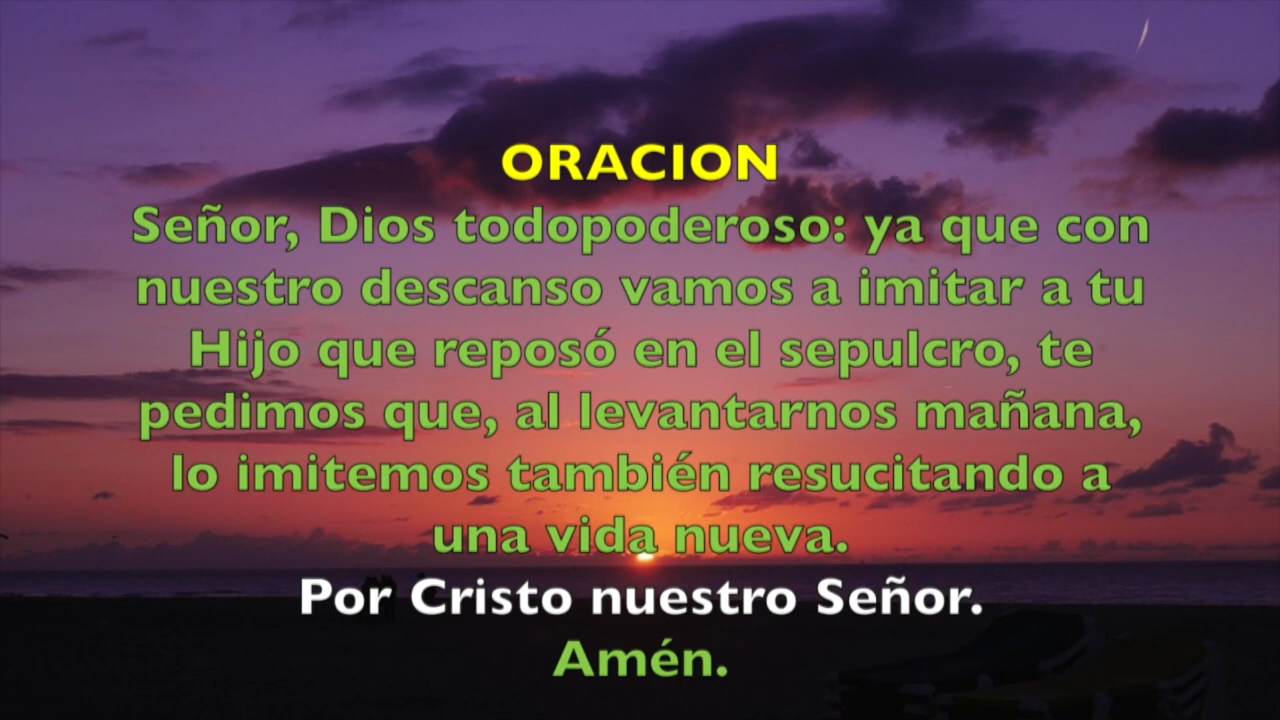 ORACION
Señor, Dios todopoderoso: ya que con
nuestro descanso vamos a imitar a tu
Hijo que reposó en el sepulcro, te
pedimos que, al levantarnos mañana,
lo imitemos también resucitando a
una vida nueva.
Por Cristo nuestro Señor.
Amén.